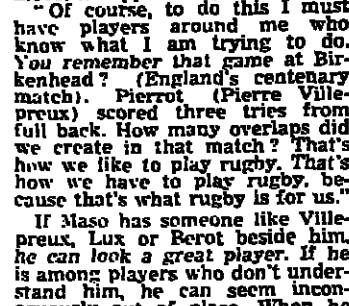 "Of course, to do this I must
have players around me who
know what I am trying to do.
You remember that game at Bir-
kenhead? (England's centenary
match). Pierrot (Pierre Ville-
preux) scored three tries from
full back. How many overlaps did
we create in that match? That's
how we like to play rugby. That's
how we have to play rugby, be-
cause that's what rugby is for us."
If Maso has someone like Ville-
preux, Lux or Berot beside him,
he can look a great player. If he
is among players who don't under-
stand him, he can seem incon-